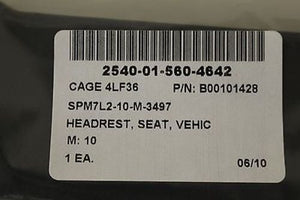 2540-01-560-4642
CAGE 4LF36 P/N: B00101428
SPM7L2-10-M-3497
HEADREST, SEAT, VEHIC
M: 10
1 EA. 06/10